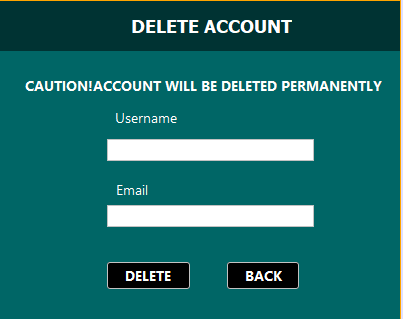 DELETE ACCOUNT
CAUTION!ACCOUNT WILL BE DELETED PERMANENTLY
Username
Email
DELETE BACK